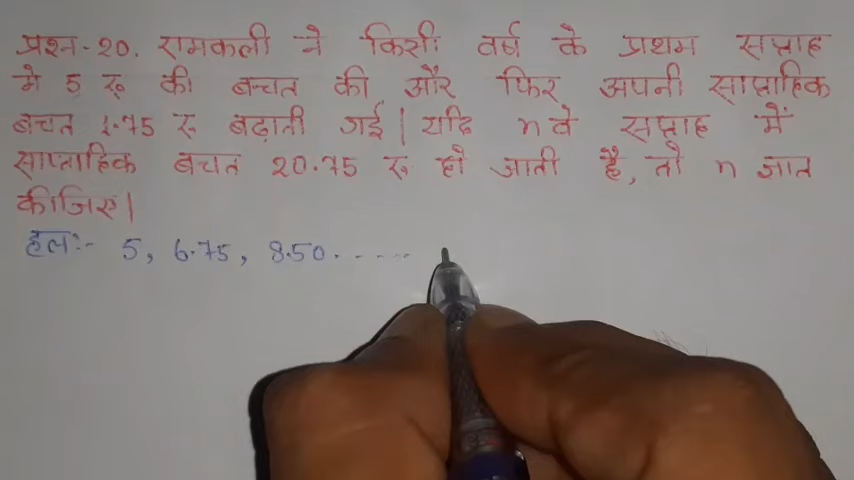 प्रश्न-20. रामकली ने किसी वर्ष के प्रथम सप्ताह
मे 5 रू की बचत की और फिर अपनी साप्ताहिक
बचत 1.75 रू बढ़ाती गई| यदि n वे सप्ताह में
साप्ताहिक बचत 20.75 रू हो जाती है, तो n ज्ञात
कीजिए|
हल:- 5, 6.75, 8.50......